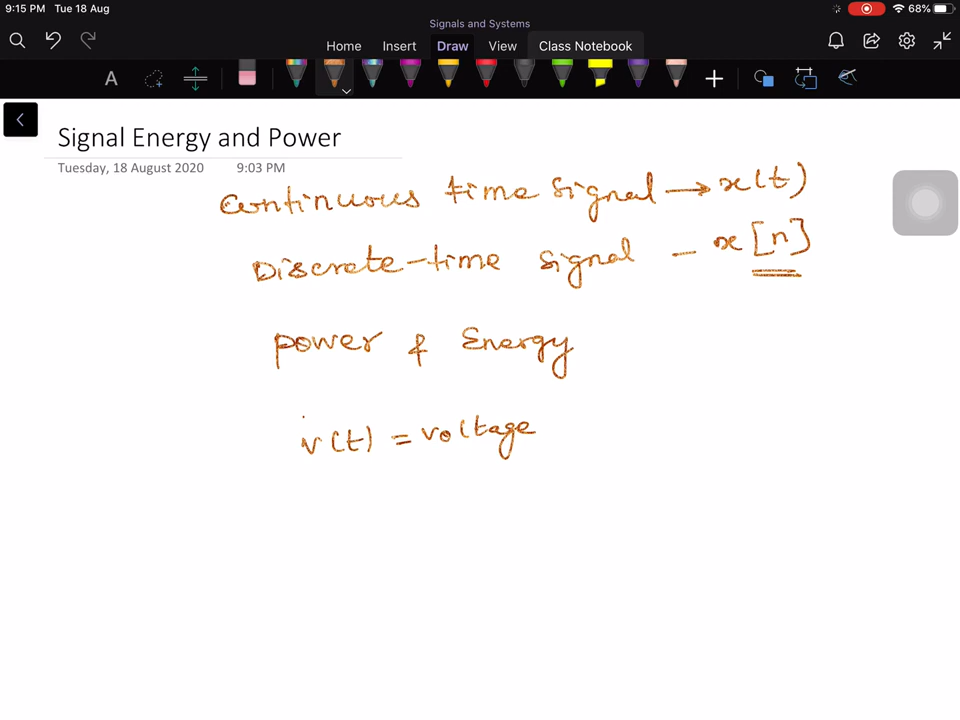 9:15 PM Tue 18 Aug
68%
Signals and Systems
Home Insert Draw View Class Notebook
A
Signal Energy and Power
Tuesday, 18 August 2020 9:03 PM
continuous time signal → x(t)
Discrete-time signal - x[n]
power & Energy
v(t) = voltage